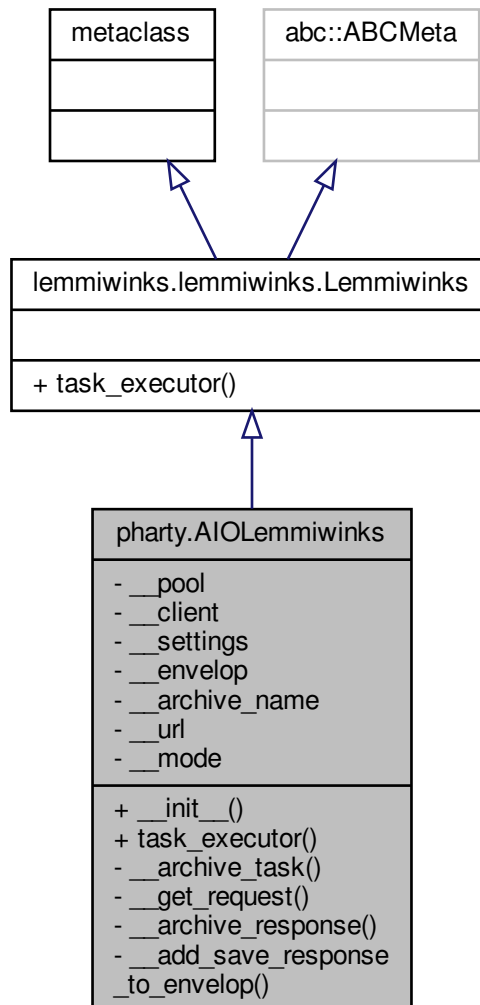 metaclass
abc::ABCMeta
lemmiwinks.lemmiwinks.Lemmiwinks
+ task_executor()
pharty.AIOLemmiwinks
- __pool
- __client
- __settings
- __envelop
- __archive_name
- __url
- __mode
+ __init__()
+ task_executor()
- __archive_task()
- __get_request()
- __archive_response()
- __add_save_response
_to_envelop()